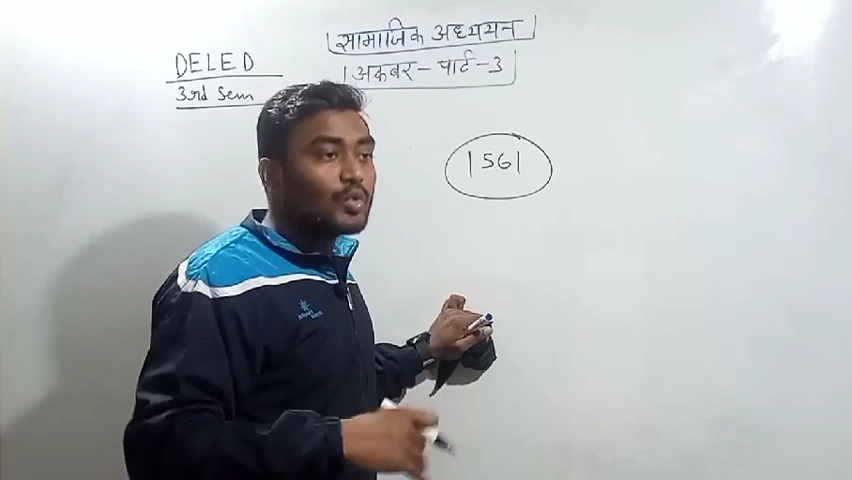 सामाजिक अध्ययन
DELED
अकबर - पार्ट - 3
3rd Sem
1561